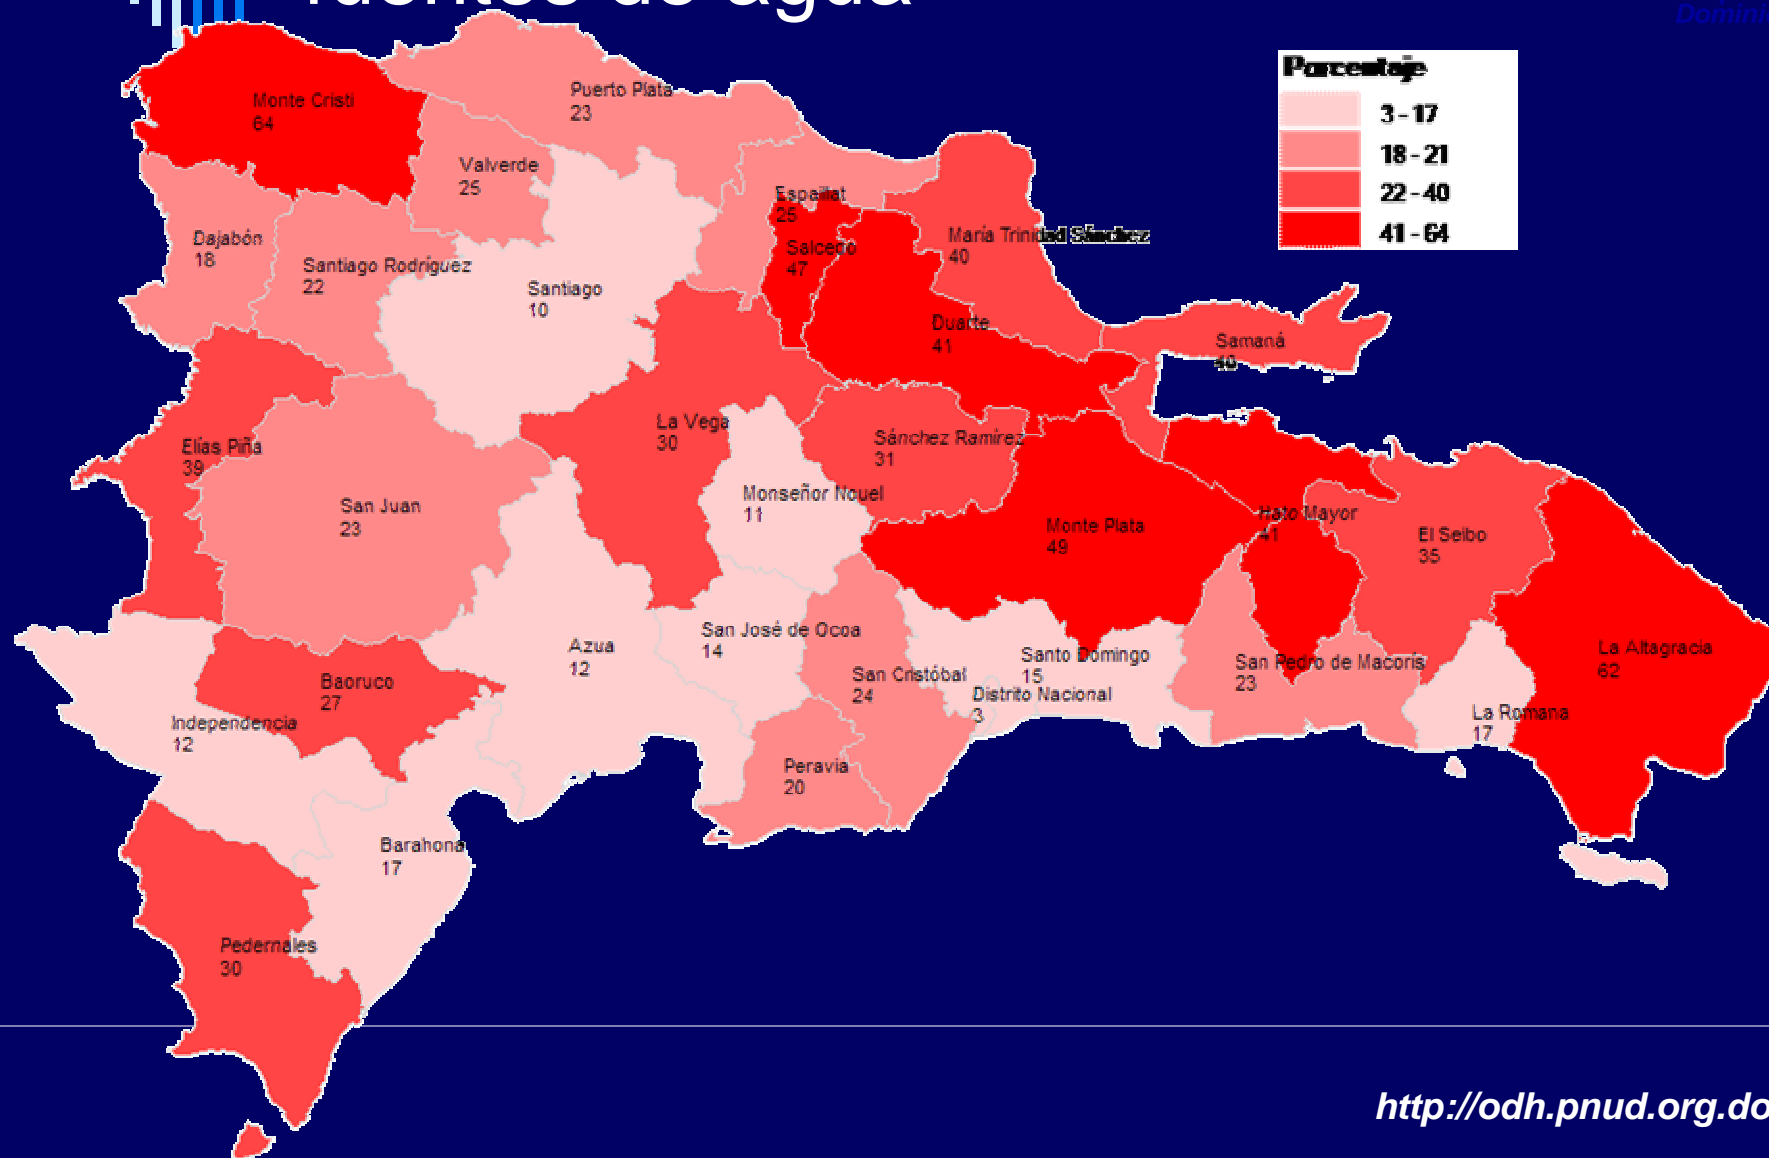 fuentes de agua
Domini
Porcentaje
3 - 17
18 - 21
22 - 40
41 - 64
Monte Cristi
64
Puerto Plata
23
Valverde
25
Espaillat
25
Dajabón
18
Santiago Rodríguez
22
Santiago
10
Salcedo
47
María Trinidad Sánchez
40
Duarte
41
Samaná
40
Elías Piña
39
La Vega
30
Sánchez Ramírez
31
San Juan
23
Monseñor Nouel
11
Monte Plata
49
Hato Mayor
41
El Seibo
35
Azua
12
San José de Ocoa
14
San Cristóbal
24
Santo Domingo
15
Distrito Nacional
3
San Pedro de Macorís
23
La Altagracia
62
La Romana
17
Baoruco
27
Independencia
12
Peravia
20
Barahona
17
Pedernales
30
http://odh.pnud.org.do